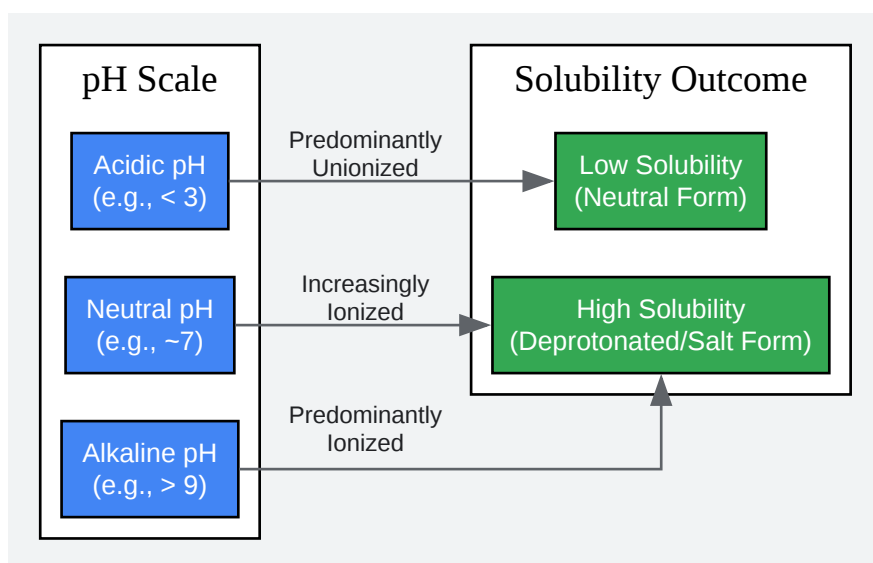 pH Scale
Solubility Outcome
Acidic pH
(e.g., < 3)
Predominantly
Unionized
Low Solubility
(Neutral Form)
Neutral pH
(e.g., ~7)
Increasingly
Ionized
High Solubility
(Deprotonated/Salt Form)
Alkaline pH
(e.g., > 9)
Predominantly
Ionized